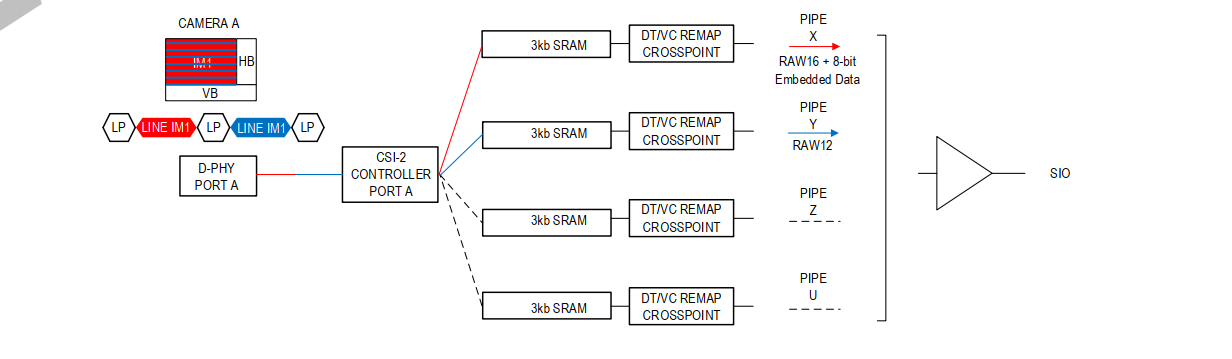 CAMERA A
IM1
HB
VB
LP
LINE IM1
LP
LINE IM1
LP
D-PHY
PORT A
CSI-2
CONTROLLER
PORT A
3kb SRAM
DT/VC REMAP
CROSSPOINT
PIPE
X
RAW16 + 8-bit
Embedded Data
3kb SRAM
DT/VC REMAP
CROSSPOINT
PIPE
Y
RAW12
3kb SRAM
DT/VC REMAP
CROSSPOINT
PIPE
Z
3kb SRAM
DT/VC REMAP
CROSSPOINT
PIPE
U
SIO